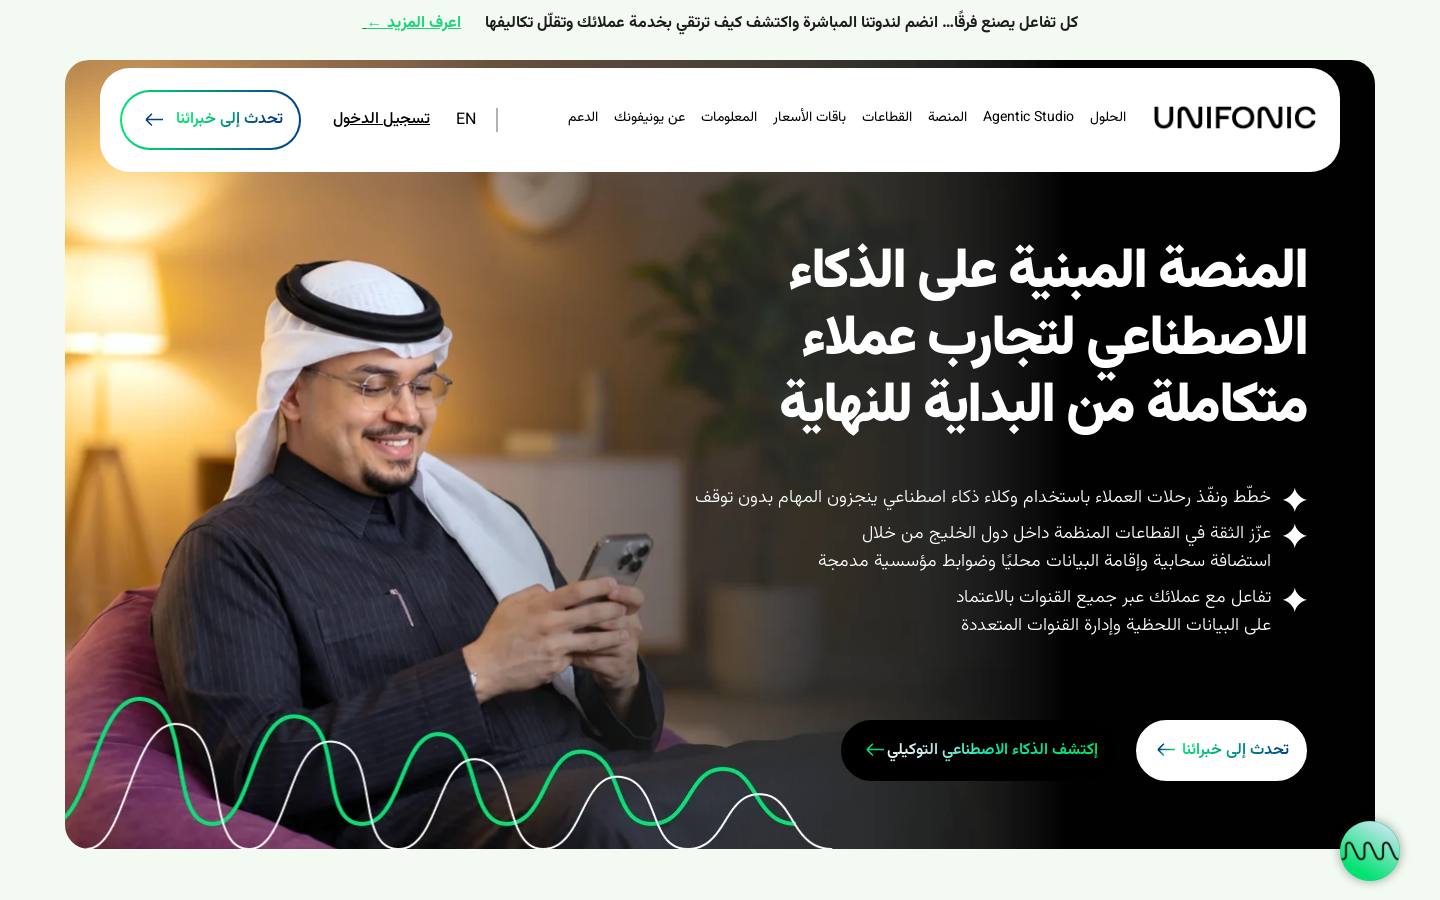 كل تفاعل يصنع فرقًا... انضم لندوتنا المباشرة واكتشف كيف ترتقي بخدمة عملائك وتقلّل تكاليفها اعرف المزيد ←
UNIFONIC الحلول Agentic Studio المنصة القطاعات باقات الأسعار المعلومات عن يونيفونك الدعم EN تسجيل الدخول تحدث إلى خبرائنا
المنصة المبنية على الذكاء
الاصطناعي لتجارب عملاء
متكاملة من البداية للنهاية
خطّط ونفّذ رحلات العملاء باستخدام وكلاء ذكاء اصطناعي ينجزون المهام بدون توقف
عزّز الثقة في القطاعات المنظمة داخل دول الخليج من خلال
استضافة سحابية وإقامة البيانات محليًا وضوابط مؤسسية مدمجة
تفاعل مع عملائك عبر جميع القنوات بالاعتماد
على البيانات اللحظية وإدارة القنوات المتعددة
تحدث إلى خبرائنا إكتشف الذكاء الاصطناعي التوكيلي